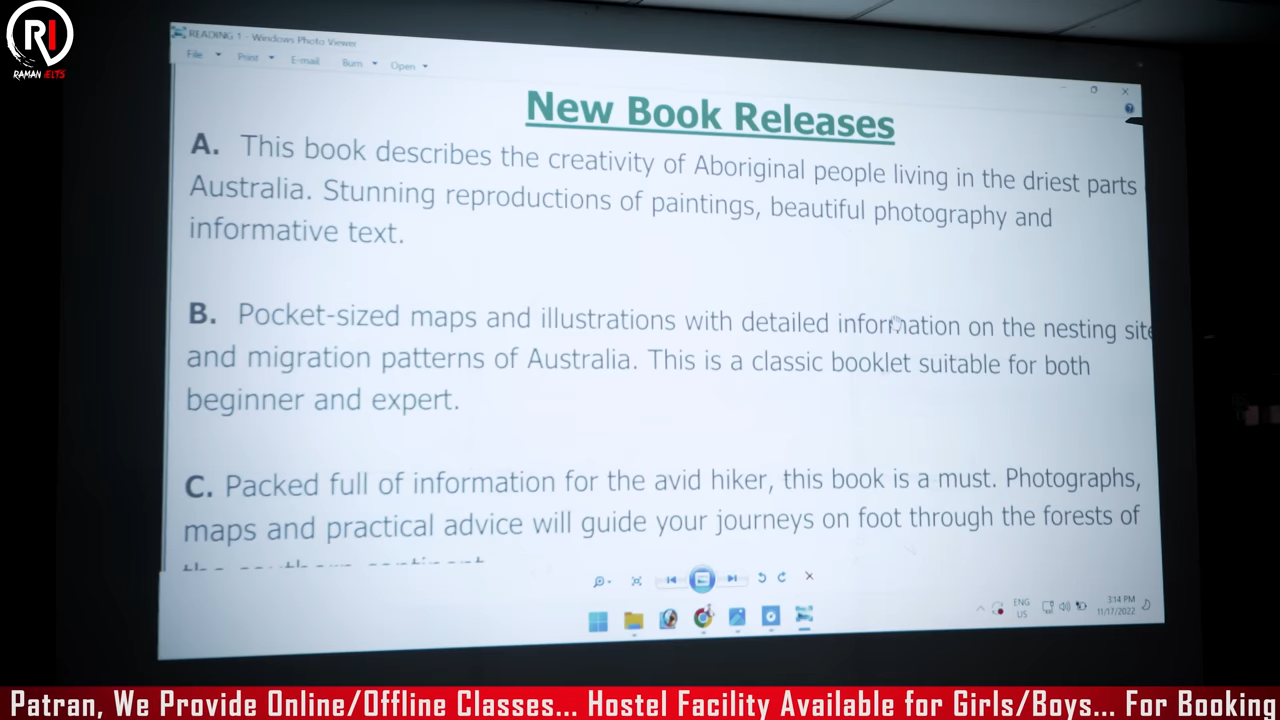 RI
RAMAN IELTS
READING 1 - Windows Photo Viewer
File Print E-mail Burn Open
New Book Releases
A. This book describes the creativity of Aboriginal people living in the driest parts
Australia. Stunning reproductions of paintings, beautiful photography and
informative text.
B. Pocket-sized maps and illustrations with detailed information on the nesting site
and migration patterns of Australia. This is a classic booklet suitable for both
beginner and expert.
C. Packed full of information for the avid hiker, this book is a must. Photographs,
maps and practical advice will guide your journeys on foot through the forests of
the southern continent
ENG
US
3:14 PM
11/17/2022
Patran, We Provide Online/Offline Classes... Hostel Facility Available for Girls/Boys... For Booking